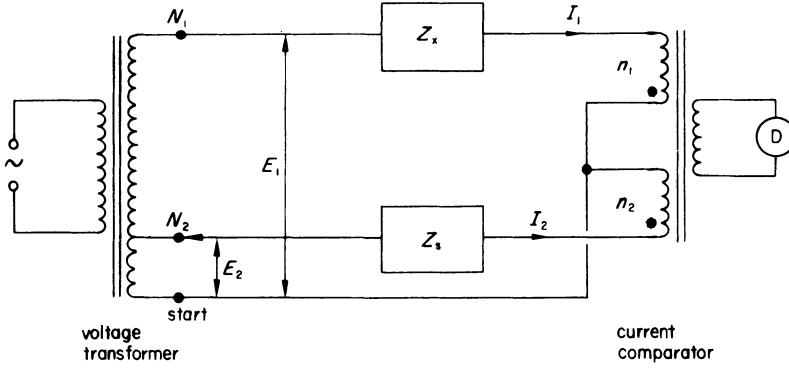 N₁
Zₓ
I₁
n₁
D
~
E₁
N₂
E₂
Zₛ
I₂
n₂
start
voltage
transformer
current
comparator